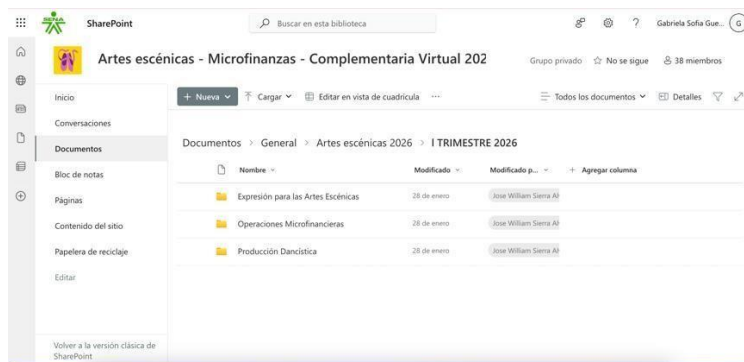 SENA
SharePoint
Buscar en esta biblioteca
?
Gabriela Sofia Gue...
G
Artes escénicas - Microfinanzas - Complementaria Virtual 202
Grupo privado
No se sigue
38 miembros
Inicio
Conversaciones
Documentos
Bloc de notas
Páginas
Contenido del sitio
Papelera de reciclaje
Editar
Volver a la versión clásica de
SharePoint
+ Nueva
Cargar
Editar en vista de cuadrícula
...
Todos los documentos
Detalles
Documentos > General > Artes escénicas 2026 > I TRIMESTRE 2026
Nombre
Modificado
Modificado p...
+ Agregar columna
Expresión para las Artes Escénicas
28 de enero
Jose William Sierra Al
Operaciones Microfinancieras
28 de enero
Jose William Sierra Al
Producción Dancística
28 de enero
Jose William Sierra Al